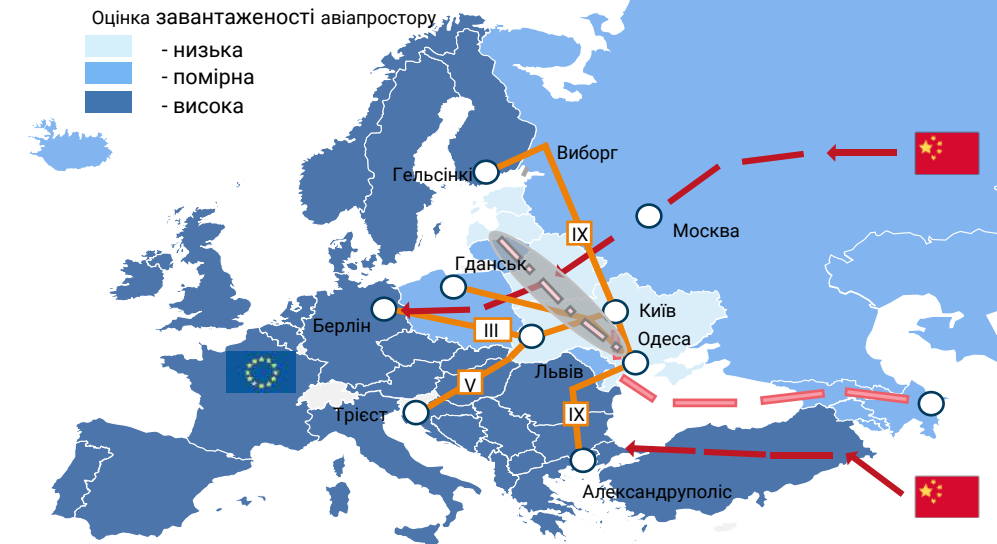 Оцінка завантаженості авіапростору
- низька
- помірна
- висока
Виборг
Гельсінкі
IX
Москва
Гданськ
Київ
Берлін
III
Одеса
Львів
V
IX
Трієст
Александруполіс